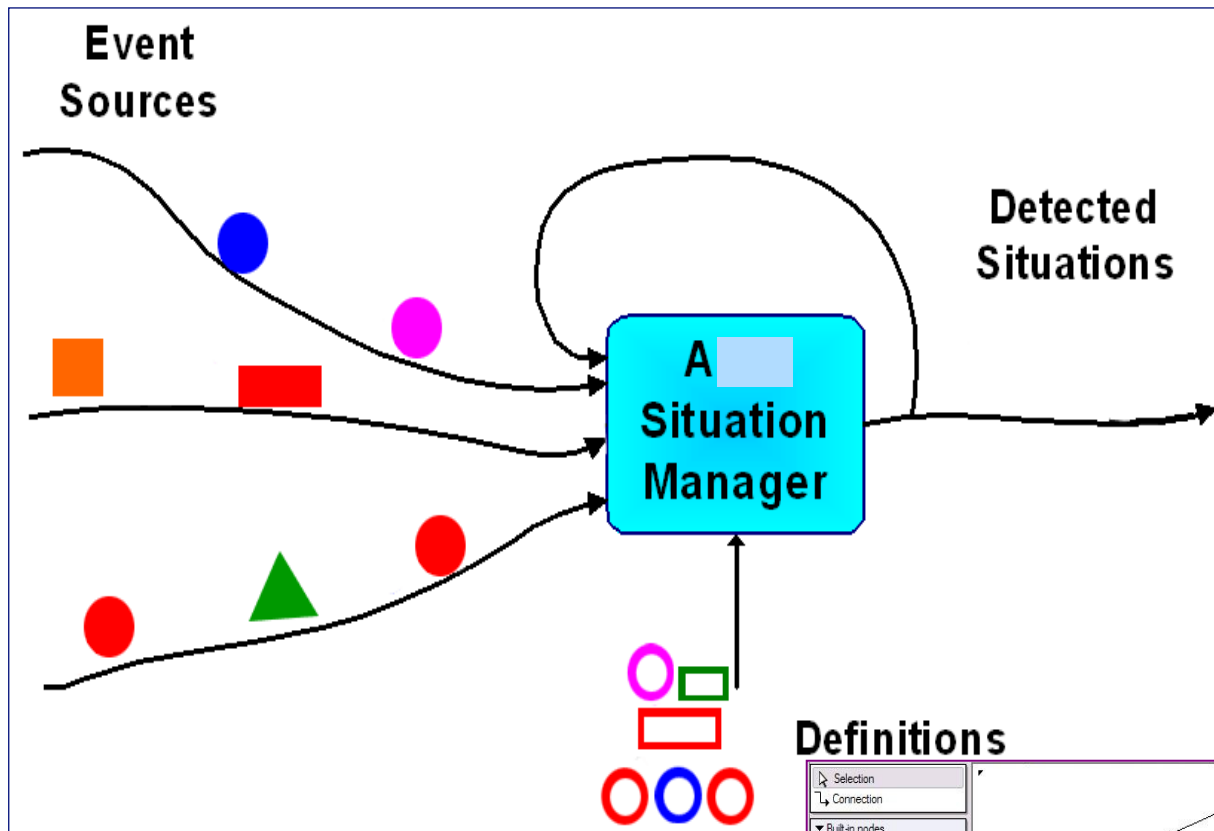 Event
Sources
Detected
Situations
A
Situation
Manager
Definitions
Selection
Connection
Built-in nodes